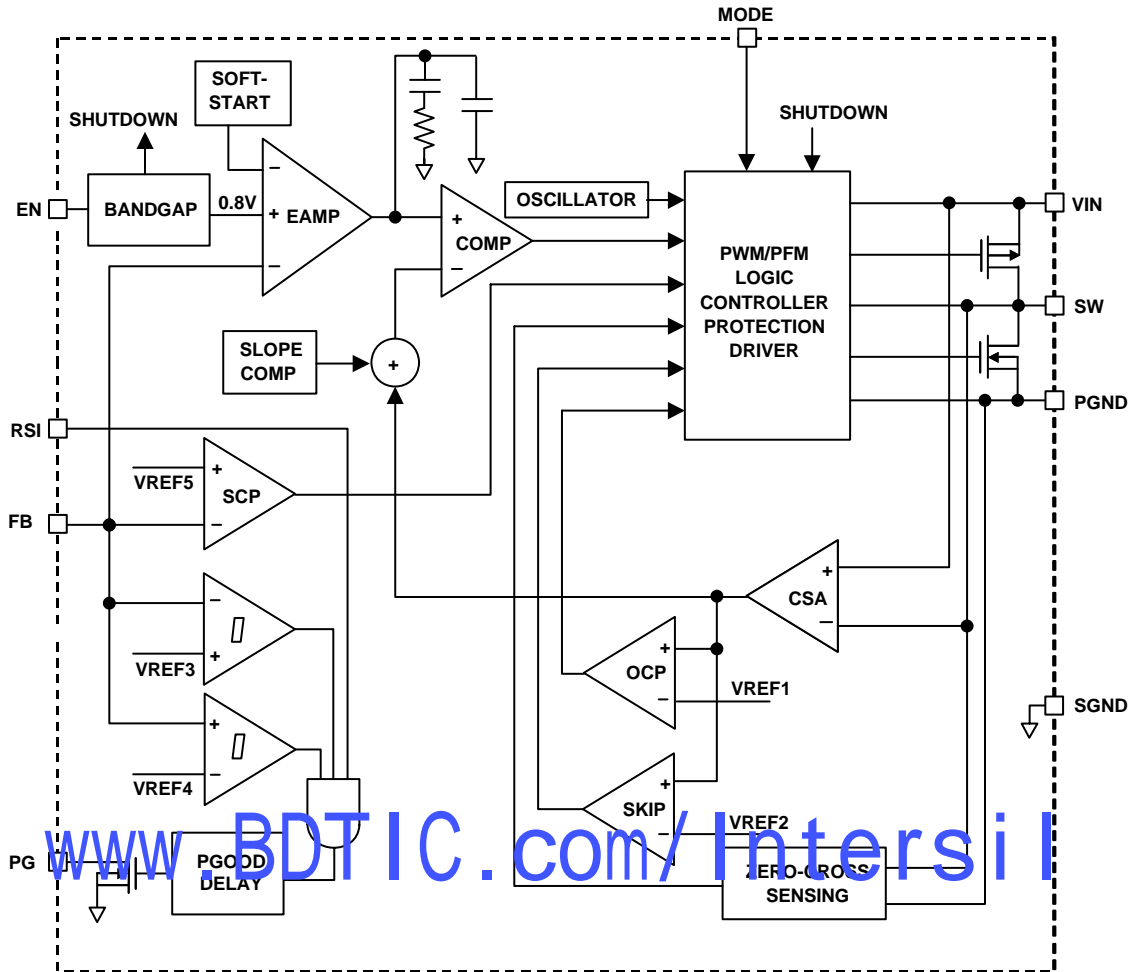 MODE
SOFT-
START
SHUTDOWN
SHUTDOWN
EN
BANDGAP
0.8V
−
+
−
EAMP
OSCILLATOR
+
−
COMP
PWM/PFM
LOGIC
CONTROLLER
PROTECTION
DRIVER
VIN
SW
PGND
SLOPE
COMP
+
RSI
VREF5
+
−
SCP
FB
+
−
CSA
−
+
VREF3
+
−
OCP
VREF1
SGND
+
−
VREF4
+
−
SKIP
VREF2
www.BDTIC.com/Intersil
PG
PGOOD
DELAY
ZERO-CROSS
SENSING